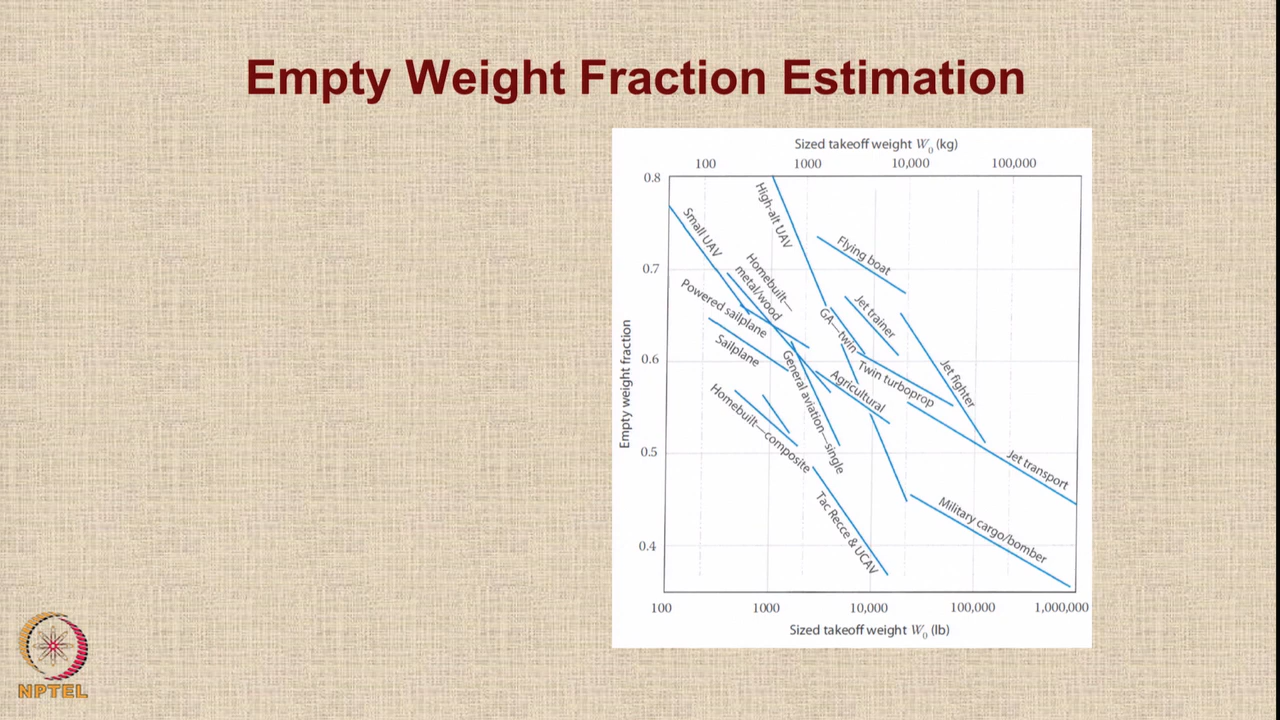 Empty Weight Fraction Estimation
Sized takeoff weight W0 (kg)
100 1000 10,000 100,000
0.8
0.7
0.6
0.5
0.4
Empty weight fraction
Small UAV
High-alt UAV
Flying boat
Homebuilt—
metal/wood
Powered sailplane
Sailplane
GA—twin
Jet trainer
Jet fighter
Twin turboprop
Agricultural
General aviation—single
Homebuilt—composite
Jet transport
Tac Recce & UCAV
Military cargo/bomber
100 1000 10,000 100,000 1,000,000
Sized takeoff weight W0 (lb)
NPTEL